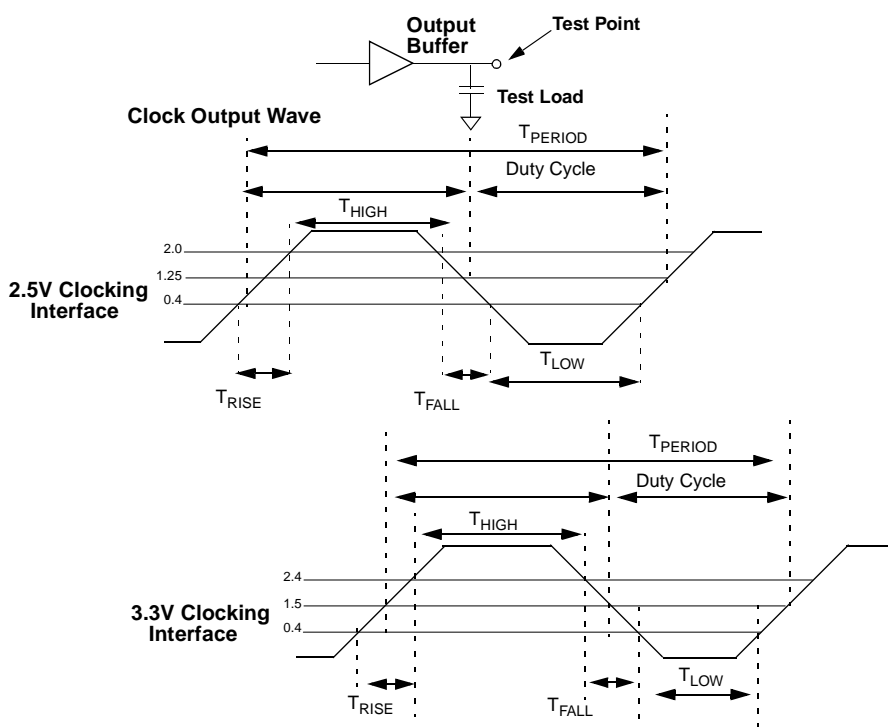 Output
Buffer
Test Point
Test Load
Clock Output Wave
TPERIOD
Duty Cycle
THIGH
2.0
1.25
0.4
2.5V Clocking
Interface
TLOW
TRISE
TFALL
TPERIOD
Duty Cycle
THIGH
2.4
1.5
0.4
3.3V Clocking
Interface
TRISE
TFALL
TLOW